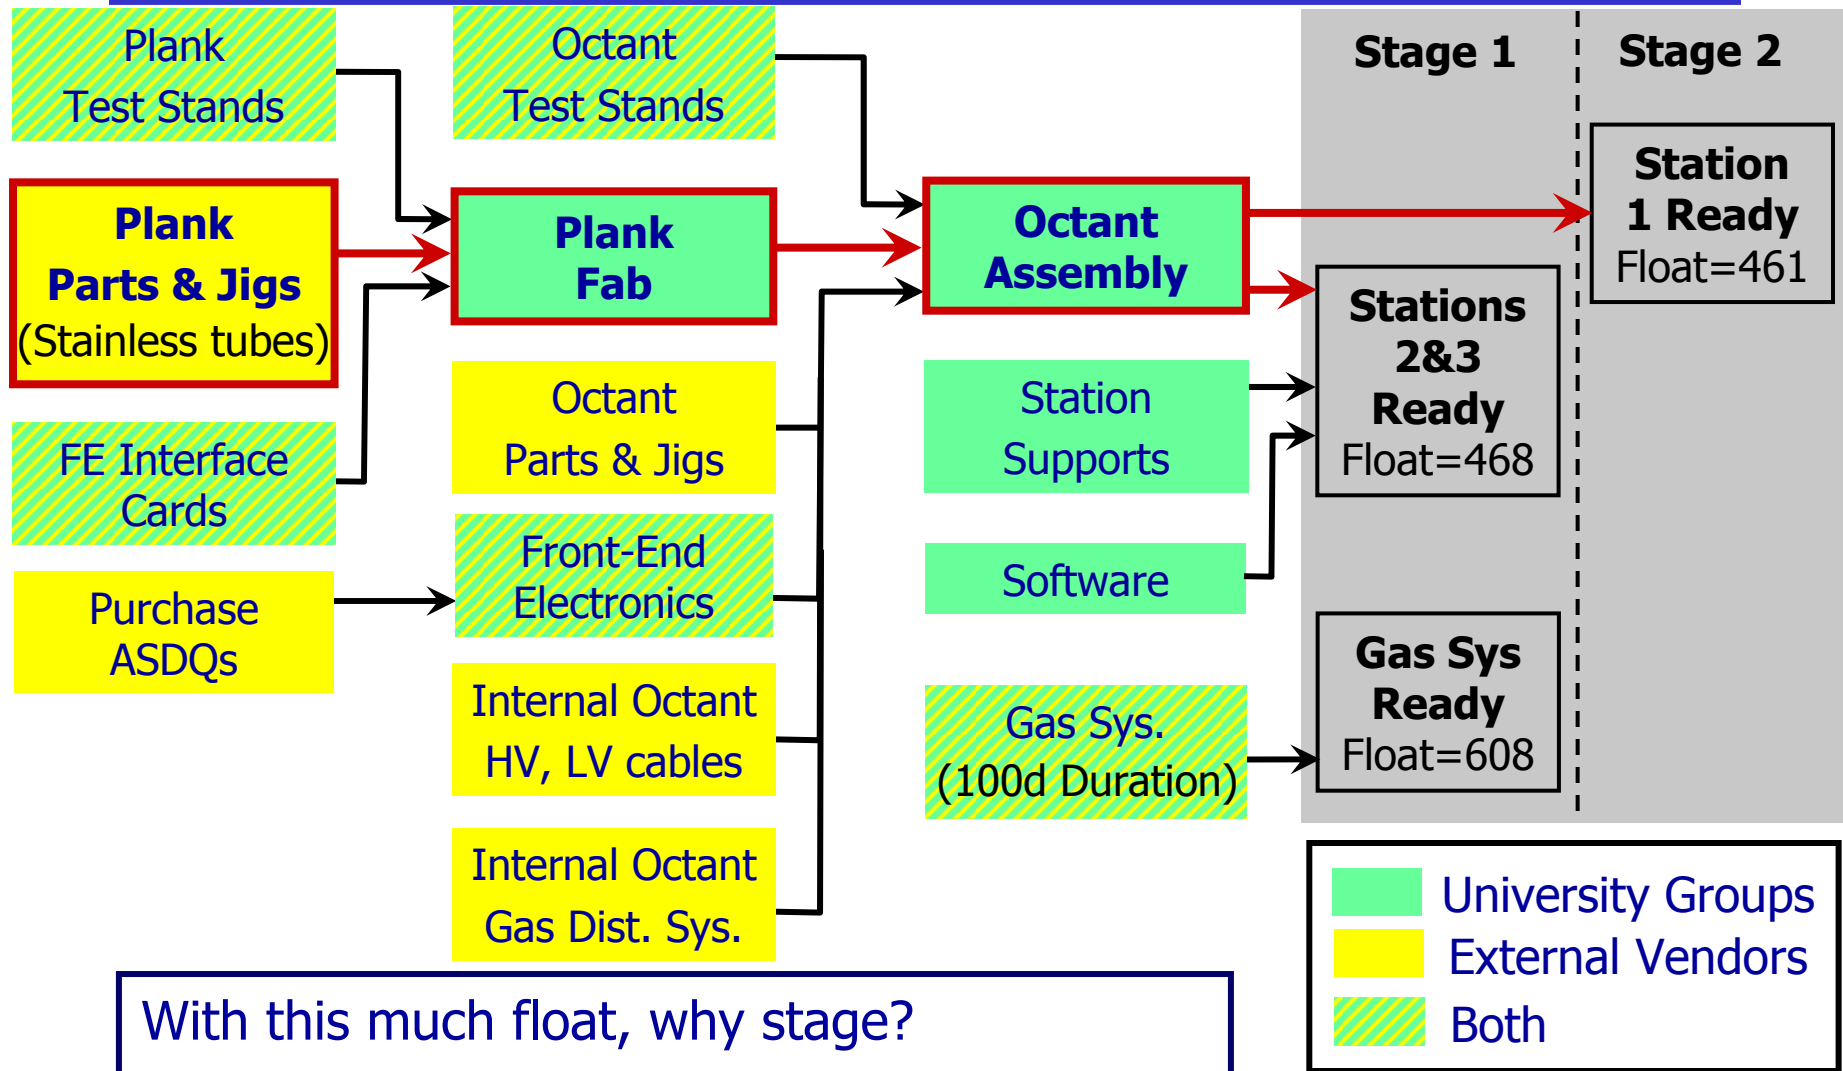 Plank
Test Stands
Octant
Test Stands
Stage 1
Stage 2
Plank
Parts & Jigs
(Stainless tubes)
Plank
Fab
Octant
Assembly
Station
1 Ready
Float=461
Stations
2&3
Ready
Float=468
FE Interface
Cards
Octant
Parts & Jigs
Station
Supports
Purchase
ASDQs
Front-End
Electronics
Software
Internal Octant
HV, LV cables
Gas Sys.
(100d Duration)
Gas Sys
Ready
Float=608
Internal Octant
Gas Dist. Sys.
University Groups
External Vendors
Both
With this much float, why stage?